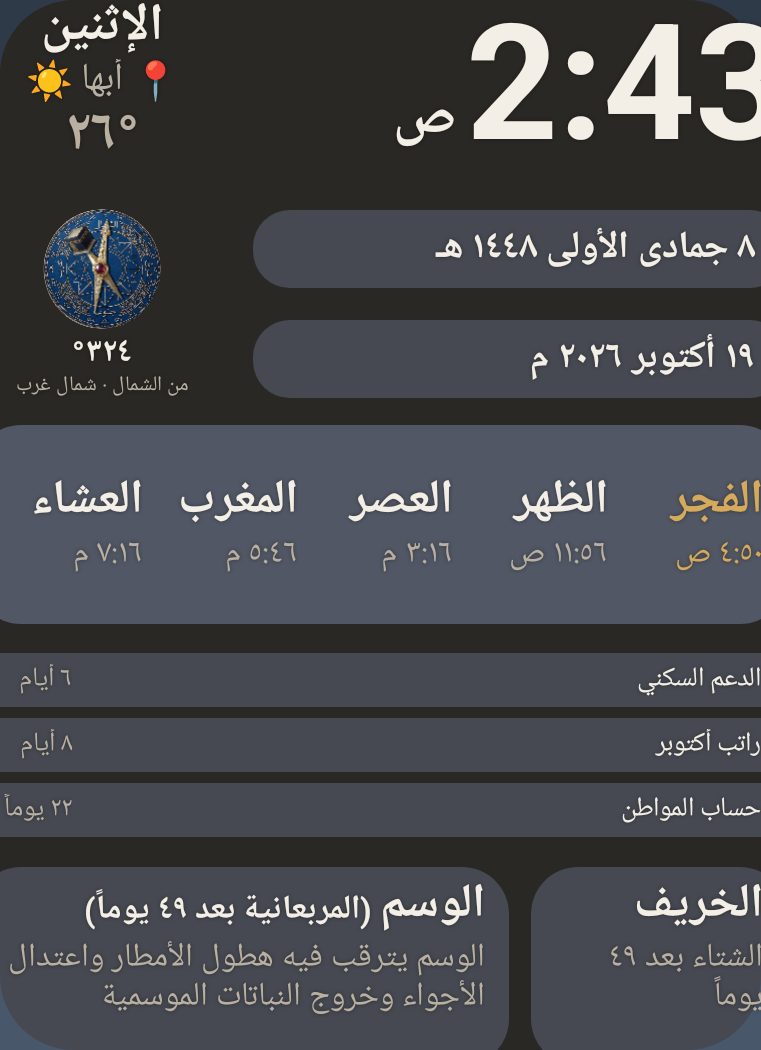 2:43 ص
الإثنين
📍 أبها ☀️
٢٦°
٨ جمادى الأولى ١٤٤٨ هـ
١٩ أكتوبر ٢٠٢٦ م
٣٢٤°
من الشمال · شمال غرب
الفجر الظهر العصر المغرب العشاء
٤:٥٠ ص ١١:٥٦ ص ٣:١٦ م ٥:٤٦ م ٧:١٦ م
الدعم السكني ٦ أيام
راتب أكتوبر ٨ أيام
حساب المواطن ٢٢ يوماً
الخريف
الشتاء بعد ٤٩
يوماً
الوسم (المربعانية بعد ٤٩ يوماً)
الوسم يترقب فيه هطول الأمطار واعتدال
الأجواء وخروج النباتات الموسمية